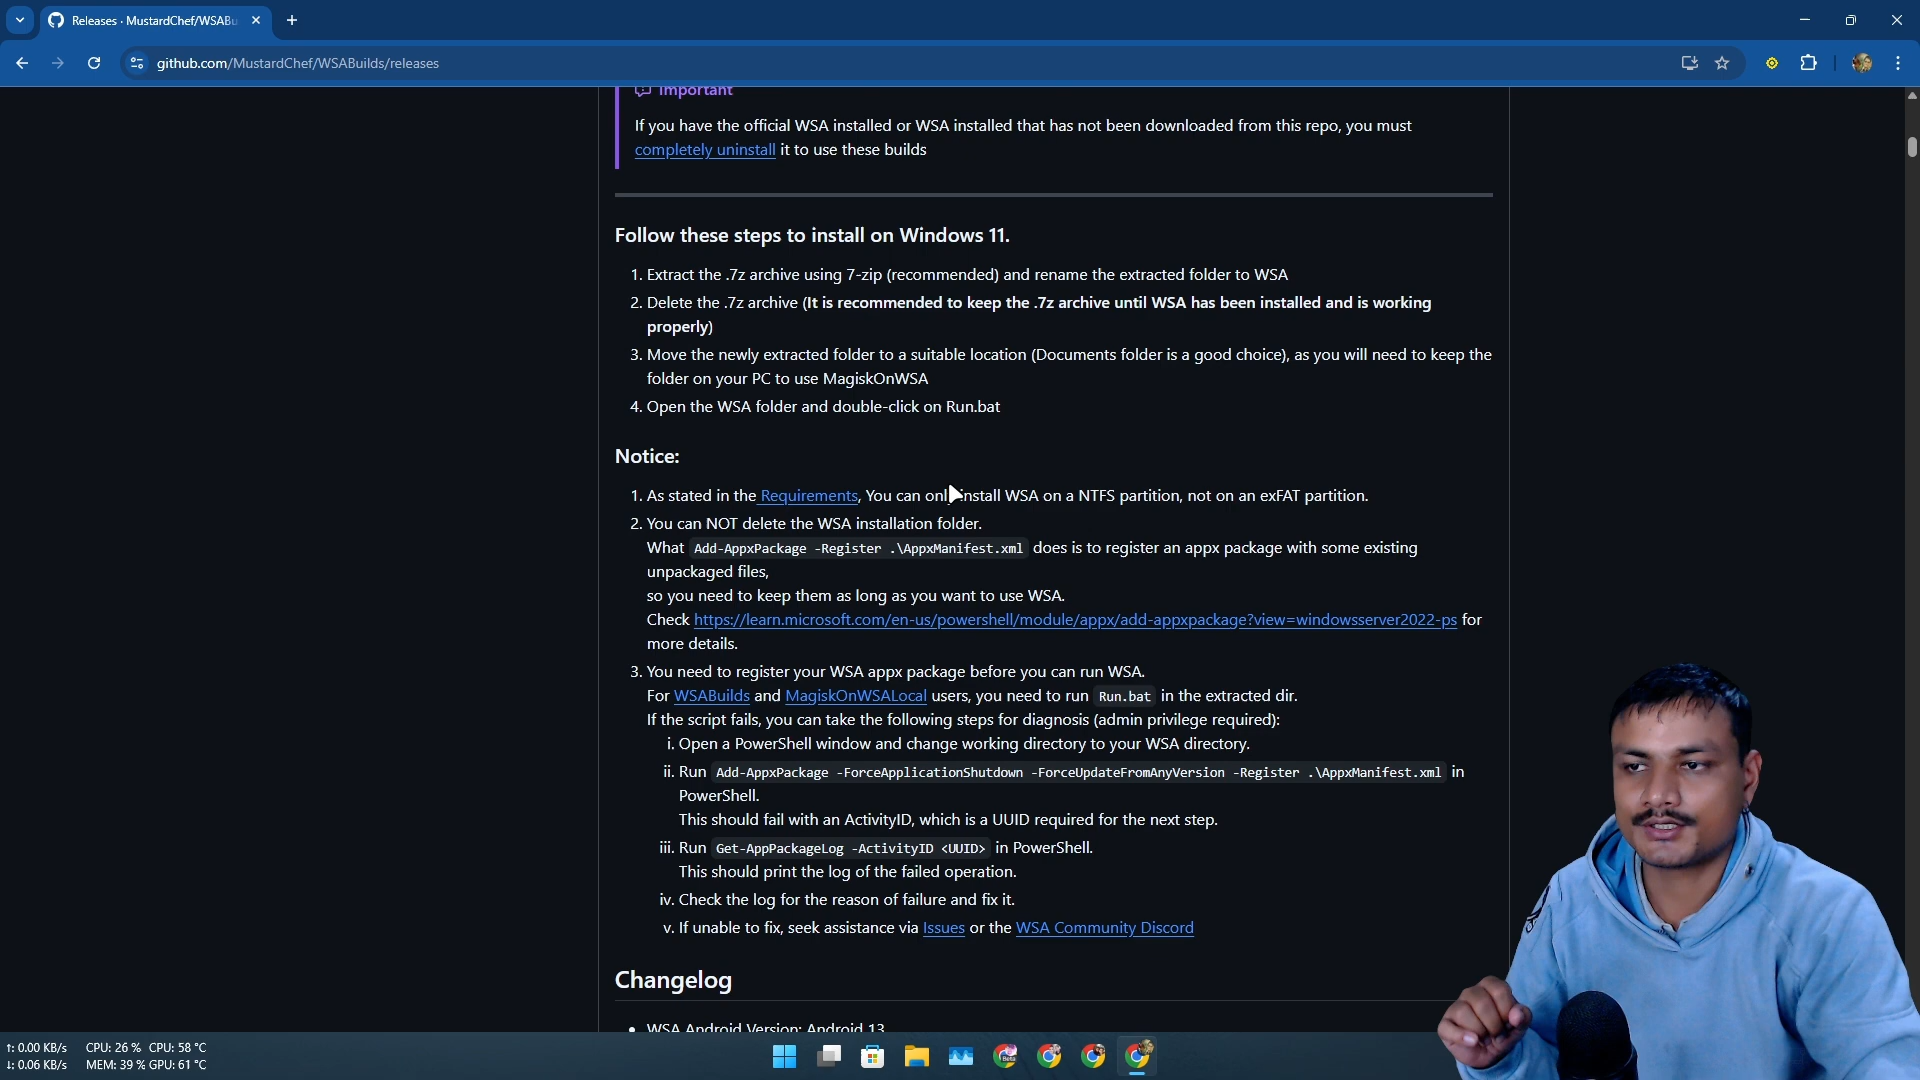 Releases · MustardChef/WSABu
github.com/MustardChef/WSABuilds/releases
Important
If you have the official WSA installed or WSA installed that has not been downloaded from this repo, you must
completely uninstall it to use these builds
Follow these steps to install on Windows 11.
1. Extract the .7z archive using 7-zip (recommended) and rename the extracted folder to WSA
2. Delete the .7z archive (It is recommended to keep the .7z archive until WSA has been installed and is working
properly)
3. Move the newly extracted folder to a suitable location (Documents folder is a good choice), as you will need to keep the
folder on your PC to use MagiskOnWSA
4. Open the WSA folder and double-click on Run.bat
Notice:
1. As stated in the Requirements, You can only install WSA on a NTFS partition, not on an exFAT partition.
2. You can NOT delete the WSA installation folder.
What Add-AppxPackage -Register .\AppxManifest.xml does is to register an appx package with some existing
unpackaged files,
so you need to keep them as long as you want to use WSA.
Check https://learn.microsoft.com/en-us/powershell/module/appx/add-appxpackage?view=windowsserver2022-ps for
more details.
3. You need to register your WSA appx package before you can run WSA.
For WSABuilds and MagiskOnWSALocal users, you need to run Run.bat in the extracted dir.
If the script fails, you can take the following steps for diagnosis (admin privilege required):
i. Open a PowerShell window and change working directory to your WSA directory.
ii. Run Add-AppxPackage -ForceApplicationShutdown -ForceUpdateFromAnyVersion -Register .\AppxManifest.xml in
PowerShell.
This should fail with an ActivityID, which is a UUID required for the next step.
iii. Run Get-AppPackageLog -ActivityID <UUID> in PowerShell.
This should print the log of the failed operation.
iv. Check the log for the reason of failure and fix it.
v. If unable to fix, seek assistance via Issues or the WSA Community Discord
Changelog
• WSA Android Version: Android 13
↑: 0.00 KB/s CPU: 26 % CPU: 58 °C
↓: 0.06 KB/s MEM: 39 % GPU: 61 °C
Beta